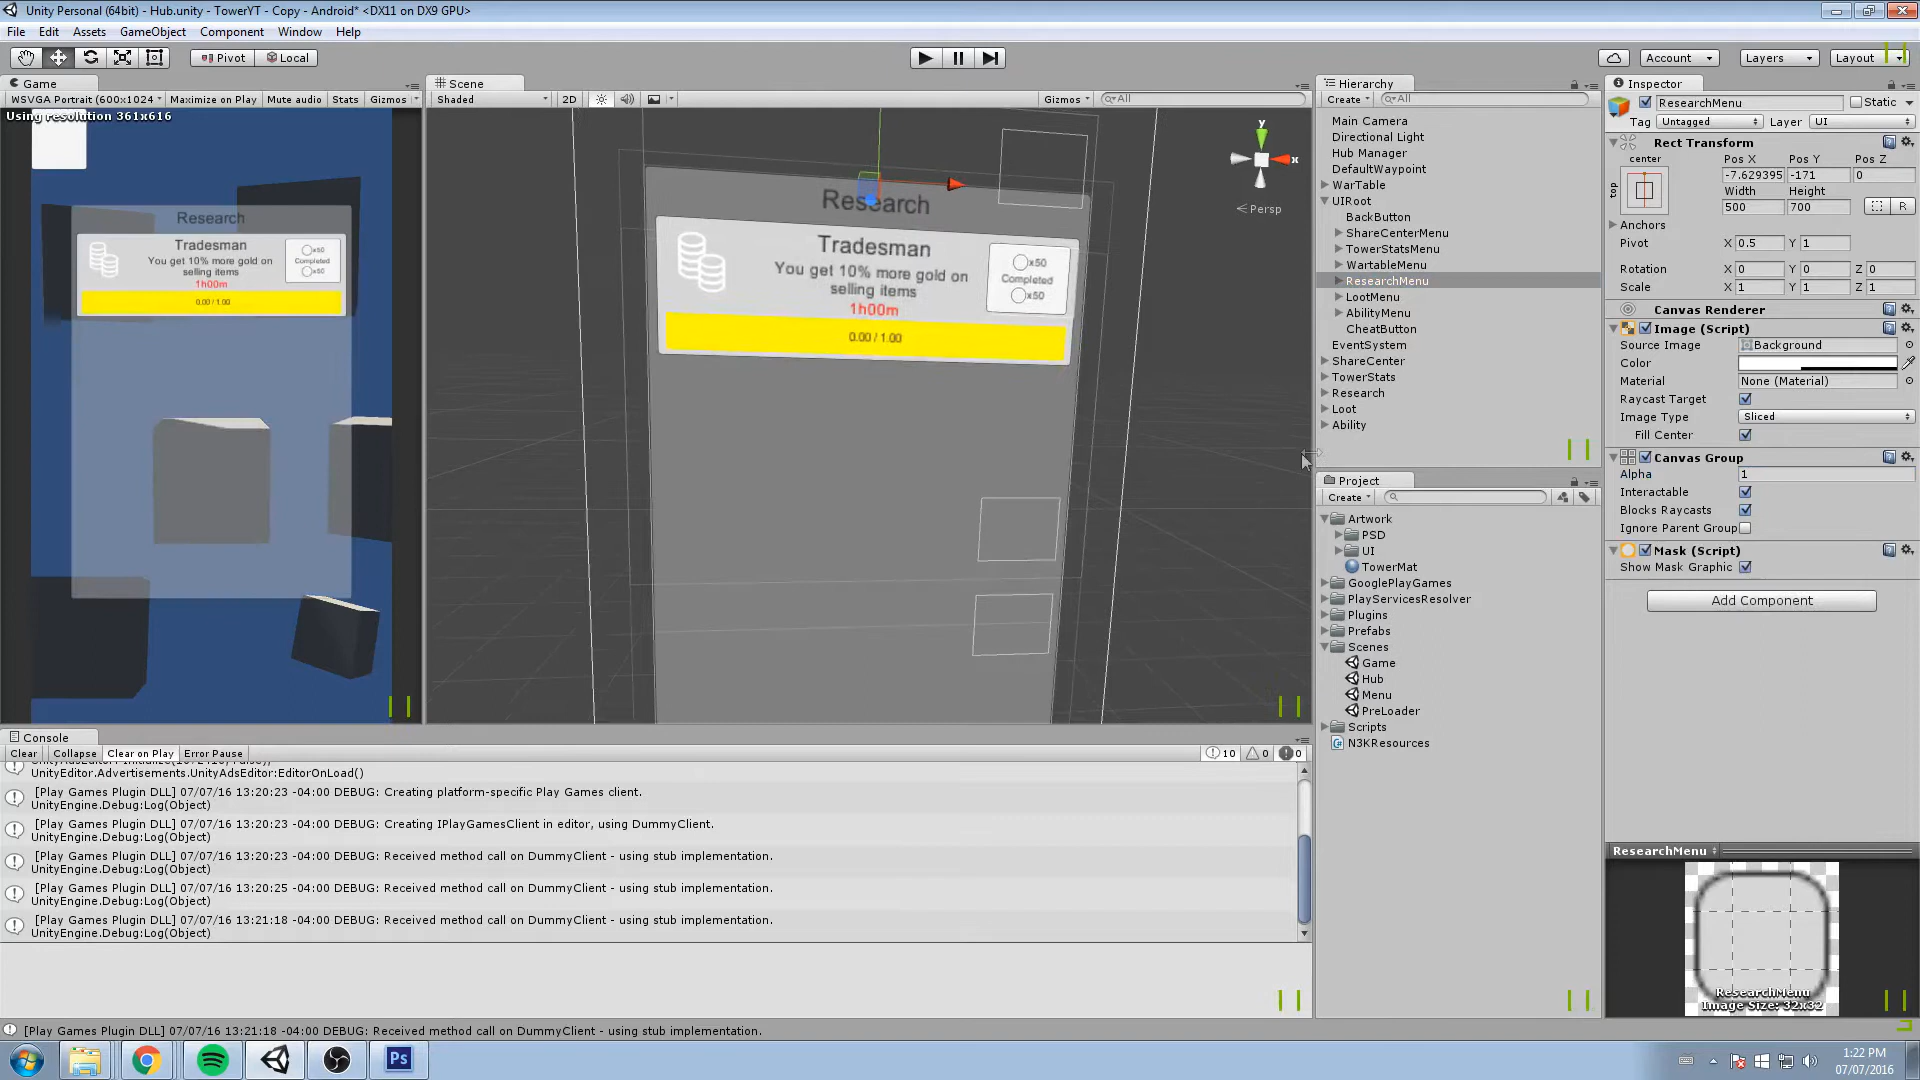 Unity Personal (64bit) - Hub.unity - TowerYT - Copy - Android* <DX11 on DX9 GPU>
File Edit Assets GameObject Component Window Help
Pivot Local Account Layers Layout
Game
WSVGA Portrait (600x1024 Maximize on Play Mute audio Stats Gizmos
Using resolution 361x616
Research
Tradesman
You get 10% more gold on
selling items
1h00m
0.00 / 1.00
x50
Completed
x50
Scene
Shaded 2D Gizmos All
y
x
Persp
Research
Tradesman
You get 10% more gold on
selling items
1h00m
0.00 / 1.00
x50
Completed
x50
Hierarchy
Create All
Main Camera
Directional Light
Hub Manager
DefaultWaypoint
WarTable
UIRoot
BackButton
ShareCenterMenu
TowerStatsMenu
WartableMenu
ResearchMenu
LootMenu
AbilityMenu
CheatButton
EventSystem
ShareCenter
TowerStats
Research
Loot
Ability
Project
Create
Artwork
PSD
UI
TowerMat
GooglePlayGames
PlayServicesResolver
Plugins
Prefabs
Scenes
Game
Hub
Menu
PreLoader
Scripts
N3KResources
Inspector
ResearchMenu Static
Tag Untagged Layer UI
Rect Transform
center Pos X Pos Y Pos Z
top -7.629395 -171 0
Width Height
500 700 R
Anchors
Pivot X 0.5 Y 1
Rotation X 0 Y 0 Z 0
Scale X 1 Y 1 Z 1
Canvas Renderer
Image (Script)
Source Image Background
Color
Material None (Material)
Raycast Target
Image Type Sliced
Fill Center
Canvas Group
Alpha 1
Interactable
Blocks Raycasts
Ignore Parent Group
Mask (Script)
Show Mask Graphic
Add Component
ResearchMenu
ResearchMenu
Image Size: 32x32
Console
Clear Collapse Clear on Play Error Pause 10 0 0
UnityEditor.Advertisements.UnityAdsEditor:EditorOnLoad()
[Play Games Plugin DLL] 07/07/16 13:20:23 -04:00 DEBUG: Creating platform-specific Play Games client.
UnityEngine.Debug:Log(Object)
[Play Games Plugin DLL] 07/07/16 13:20:23 -04:00 DEBUG: Creating IPlayGamesClient in editor, using DummyClient.
UnityEngine.Debug:Log(Object)
[Play Games Plugin DLL] 07/07/16 13:20:23 -04:00 DEBUG: Received method call on DummyClient - using stub implementation.
UnityEngine.Debug:Log(Object)
[Play Games Plugin DLL] 07/07/16 13:20:25 -04:00 DEBUG: Received method call on DummyClient - using stub implementation.
UnityEngine.Debug:Log(Object)
[Play Games Plugin DLL] 07/07/16 13:21:18 -04:00 DEBUG: Received method call on DummyClient - using stub implementation.
UnityEngine.Debug:Log(Object)
[Play Games Plugin DLL] 07/07/16 13:21:18 -04:00 DEBUG: Received method call on DummyClient - using stub implementation.
Ps
1:22 PM
07/07/2016